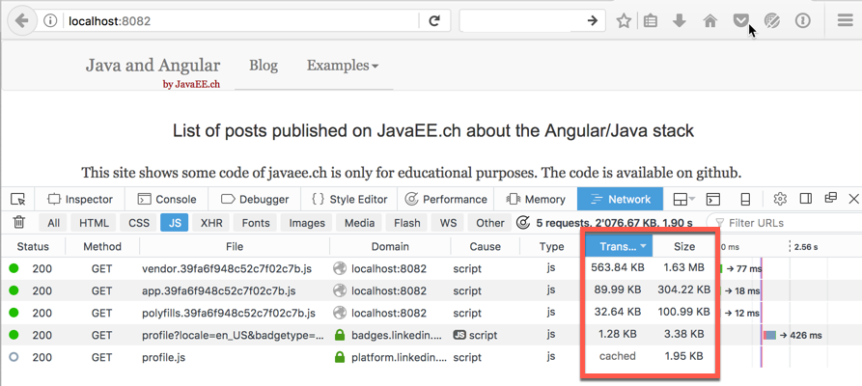 localhost:8082
Java and Angular Blog Examples
by JavaEE.ch
List of posts published on JavaEE.ch about the Angular/Java stack
This site shows some code of javaee.ch is only for educational purposes. The code is available on github.
Inspector Console Debugger { } Style Editor Performance Memory Network
All HTML CSS JS XHR Fonts Images Media Flash WS Other 5 requests, 2'076.67 KB, 1.90 s Filter URLs
Status Method File Domain Cause Type Trans... Size 0 ms 2.56 s
200 GET vendor.39fa6f948c52c7f02c7b.js localhost:8082 script js 563.84 KB 1.63 MB → 77 ms
200 GET app.39fa6f948c52c7f02c7b.js localhost:8082 script js 89.99 KB 304.22 KB → 18 ms
200 GET polyfills.39fa6f948c52c7f02c7b.js localhost:8082 script js 32.64 KB 100.99 KB → 12 ms
200 GET profile?locale=en_US&badgetype=... badges.linkedin.... JS script js 1.28 KB 3.38 KB → 426 ms
200 GET profile.js platform.linkedin.... script js cached 1.95 KB